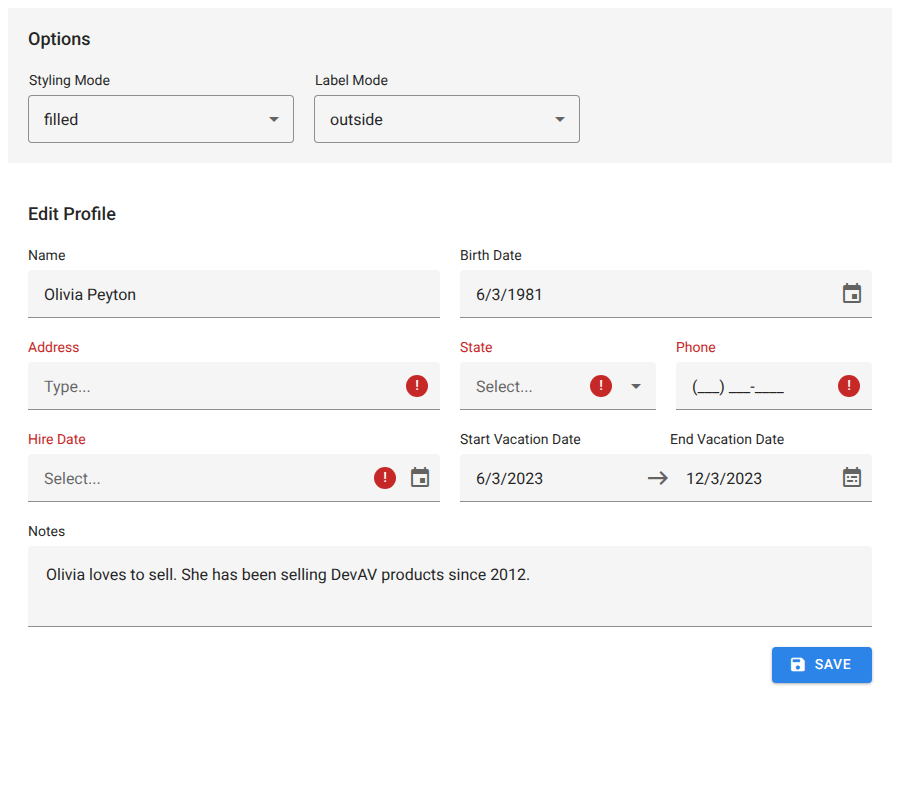 Options
Styling Mode Label Mode
filled outside
Edit Profile
Name Birth Date
Olivia Peyton 6/3/1981
Address State Phone
Type... ! Select... ! (___) ___-____ !
Hire Date Start Vacation Date End Vacation Date
Select... ! 6/3/2023 12/3/2023
Notes
Olivia loves to sell. She has been selling DevAV products since 2012.
SAVE